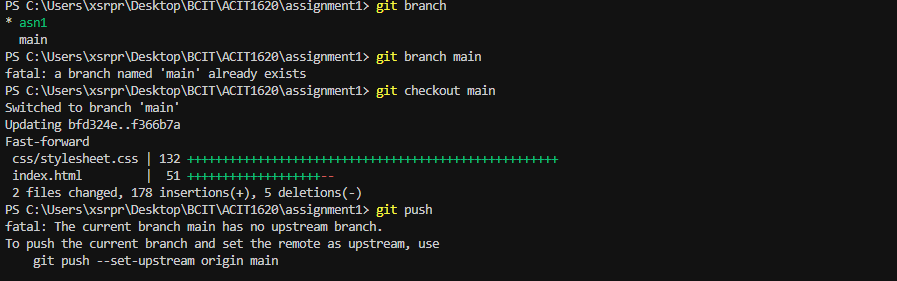 PS C:\Users\xsrpr\Desktop\BCIT\ACIT1620\assignment1> git branch
* asn1
  main
PS C:\Users\xsrpr\Desktop\BCIT\ACIT1620\assignment1> git branch main
fatal: a branch named 'main' already exists
PS C:\Users\xsrpr\Desktop\BCIT\ACIT1620\assignment1> git checkout main
Switched to branch 'main'
Updating bfd324e..f366b7a
Fast-forward
 css/stylesheet.css | 132 +++++++++++++++++++++++++++++++++++++++++++++++++++++
 index.html         |  51 +++++++++++++++++++--
 2 files changed, 178 insertions(+), 5 deletions(-)
PS C:\Users\xsrpr\Desktop\BCIT\ACIT1620\assignment1> git push
fatal: The current branch main has no upstream branch.
To push the current branch and set the remote as upstream, use
    git push --set-upstream origin main